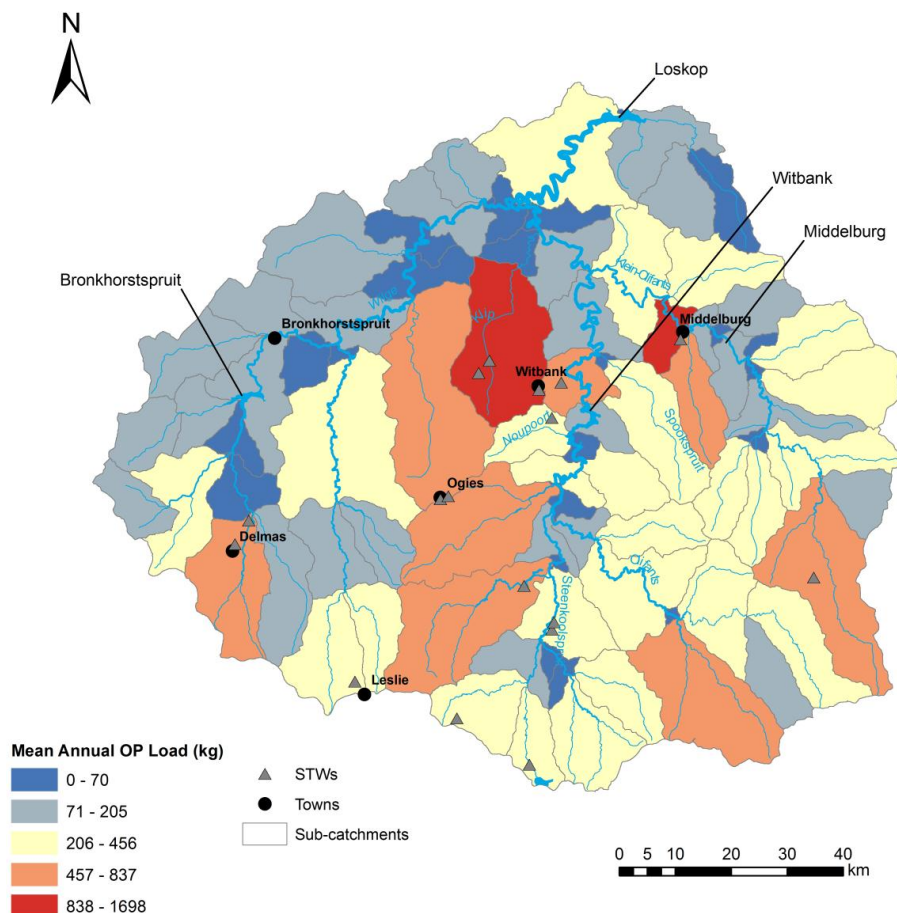 N
Loskop
Witbank
Middelburg
Bronkhorstspruit
Klein-Olifants
Wilge
Bronkhorstspruit
Middelburg
Witbank
Noupoort
Spookspruit
Ogies
Delmas
Olifants
Leslie
Mean Annual OP Load (kg)
0 - 70
71 - 205
206 - 456
457 - 837
838 - 1698
STWs
Towns
Sub-catchments
0 5 10 20 30 40
km